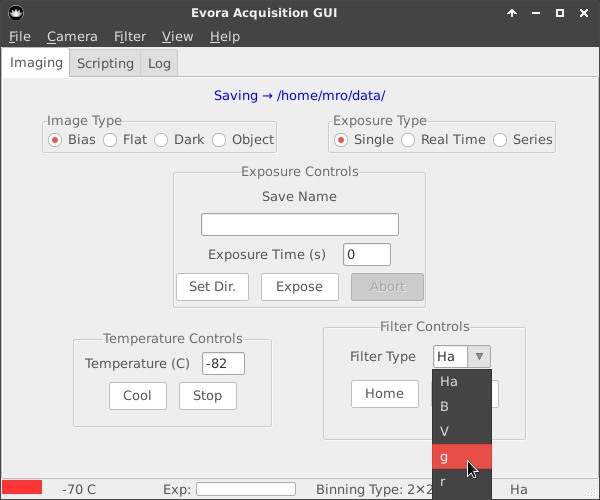 Evora Acquisition GUI
File Camera Filter View Help
Imaging Scripting Log
Saving → /home/mro/data/
Image Type
Bias Flat Dark Object
Exposure Type
Single Real Time Series
Exposure Controls
Save Name
Exposure Time (s) 0
Set Dir. Expose Abort
Temperature Controls
Temperature (C) -82
Cool Stop
Filter Controls
Filter Type Ha
Home
Ha
B
V
g
r
-70 C Exp: Binning Type: 2×2 Ha